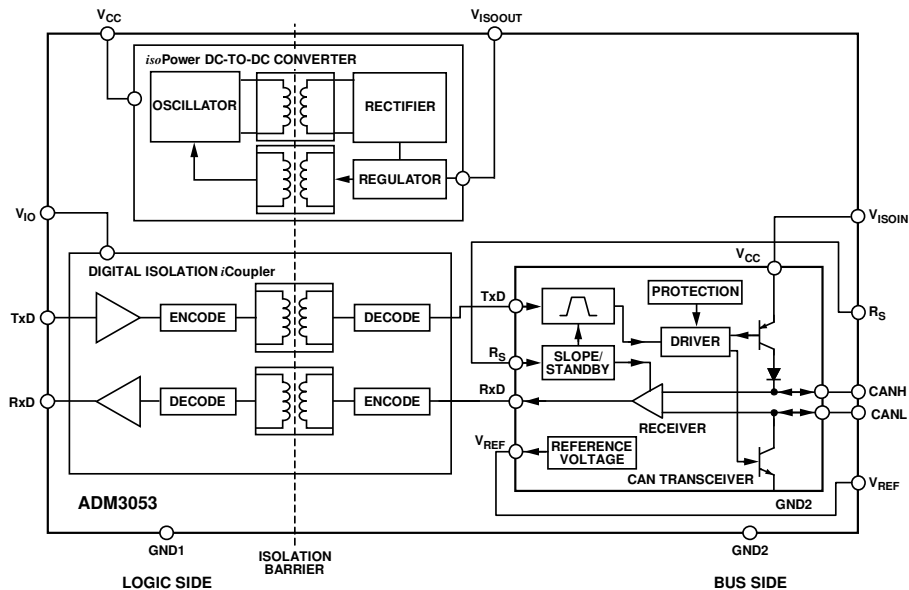 VCC
VISOOUT
isoPower DC-TO-DC CONVERTER
OSCILLATOR
RECTIFIER
REGULATOR
VIO
VISOIN
DIGITAL ISOLATION iCoupler
VCC
TxD
ENCODE
DECODE
TxD
PROTECTION
DRIVER
RS
RS
SLOPE/
STANDBY
RxD
DECODE
ENCODE
RxD
RECEIVER
CANH
CANL
VREF
REFERENCE
VOLTAGE
CAN TRANSCEIVER
VREF
GND2
ADM3053
GND1
ISOLATION
BARRIER
GND2
LOGIC SIDE
BUS SIDE